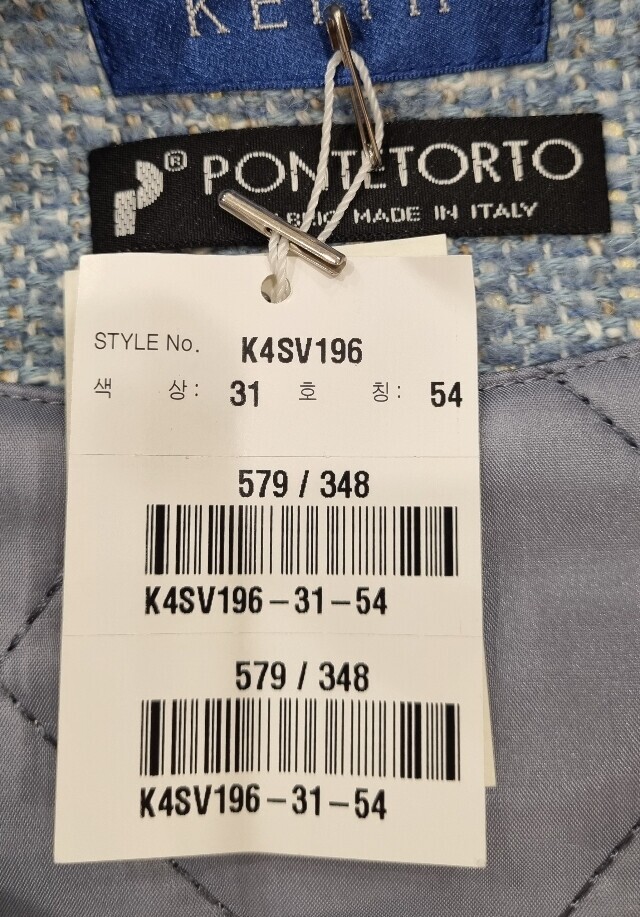 KEITH
PONTETORTO
MADE IN ITALY
STYLE No. K4SV196
색 상: 31 호 칭: 54
579 / 348
K4SV196-31-54
579 / 348
K4SV196-31-54